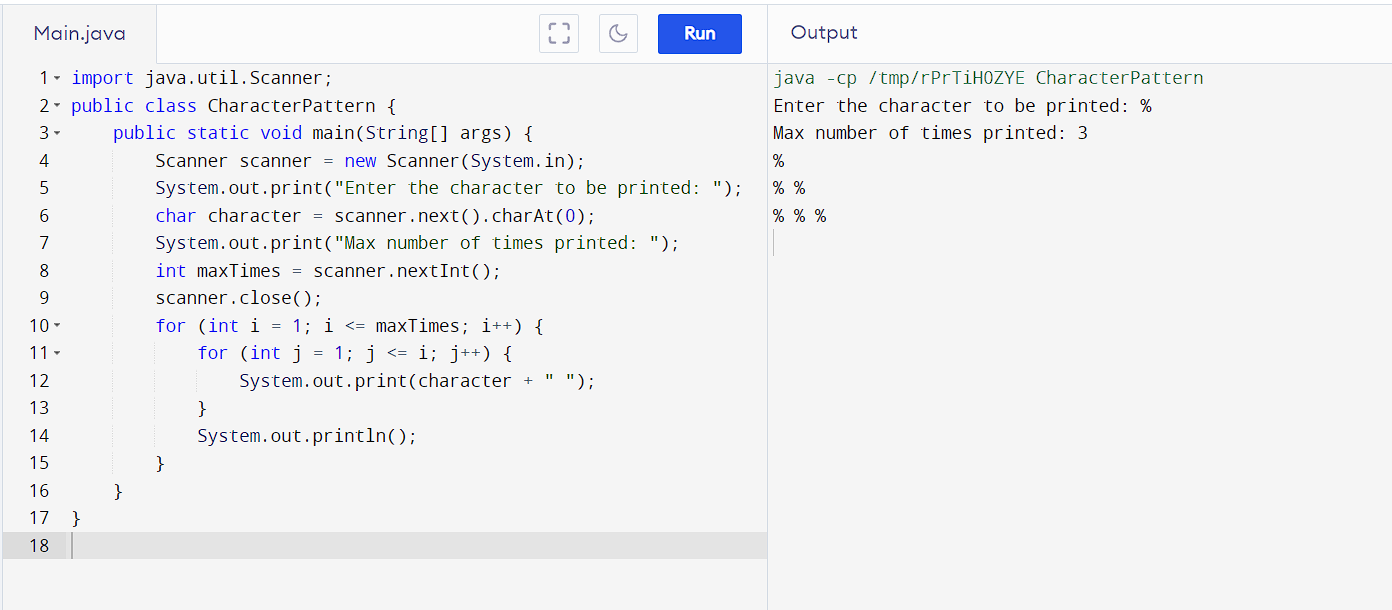 Main.java
Run
Output
1 import java.util.Scanner;
2 public class CharacterPattern {
3     public static void main(String[] args) {
4         Scanner scanner = new Scanner(System.in);
5         System.out.print("Enter the character to be printed: ");
6         char character = scanner.next().charAt(0);
7         System.out.print("Max number of times printed: ");
8         int maxTimes = scanner.nextInt();
9         scanner.close();
10         for (int i = 1; i <= maxTimes; i++) {
11             for (int j = 1; j <= i; j++) {
12                 System.out.print(character + " ");
13             }
14             System.out.println();
15         }
16     }
17 }
18
java -cp /tmp/rPrTiHOZYE CharacterPattern
Enter the character to be printed: %
Max number of times printed: 3
%
% %
% % %